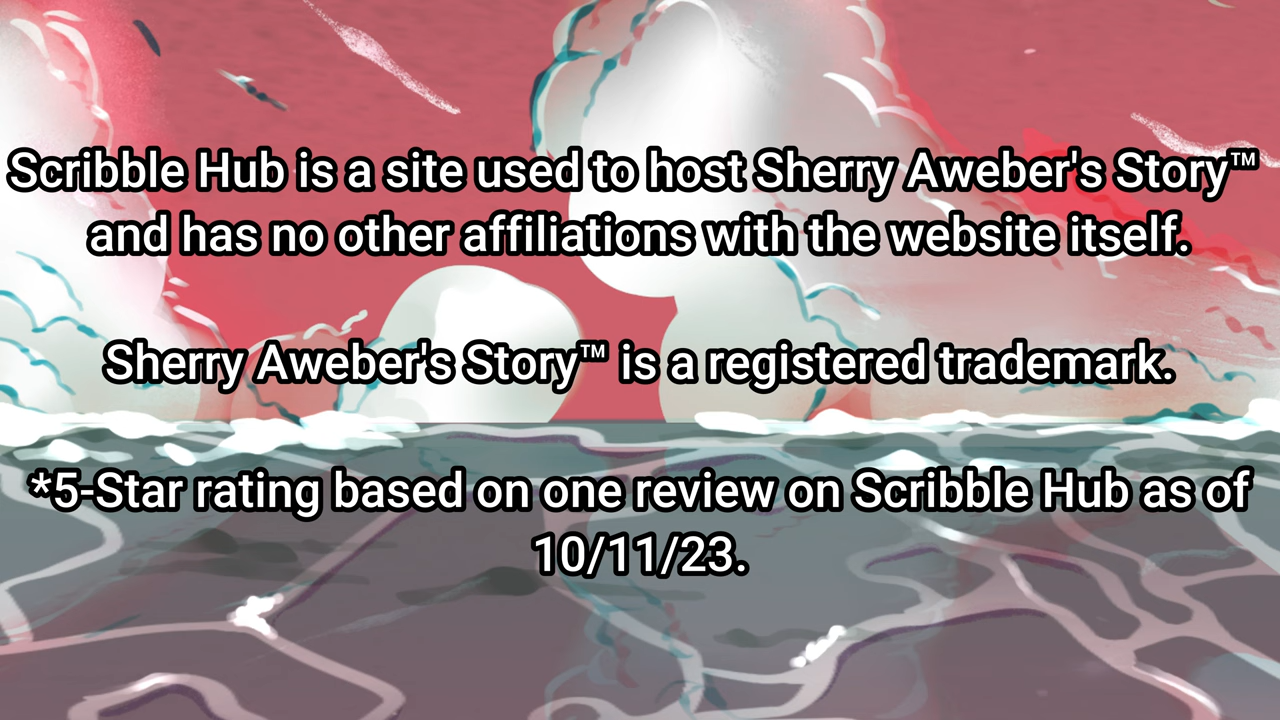 Scribble Hub is a site used to host Sherry Aweber's Story™
and has no other affiliations with the website itself.
Sherry Aweber's Story™ is a registered trademark.
*5-Star rating based on one review on Scribble Hub as of
10/11/23.